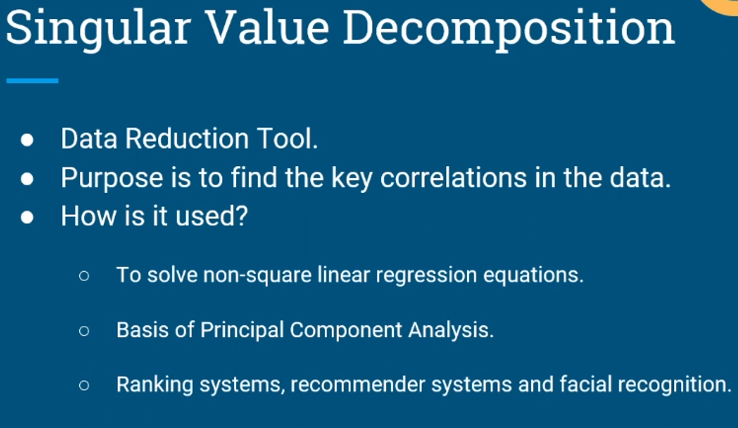 Singular Value Decomposition
● Data Reduction Tool.
● Purpose is to find the key correlations in the data.
● How is it used?
○ To solve non-square linear regression equations.
○ Basis of Principal Component Analysis.
○ Ranking systems, recommender systems and facial recognition.